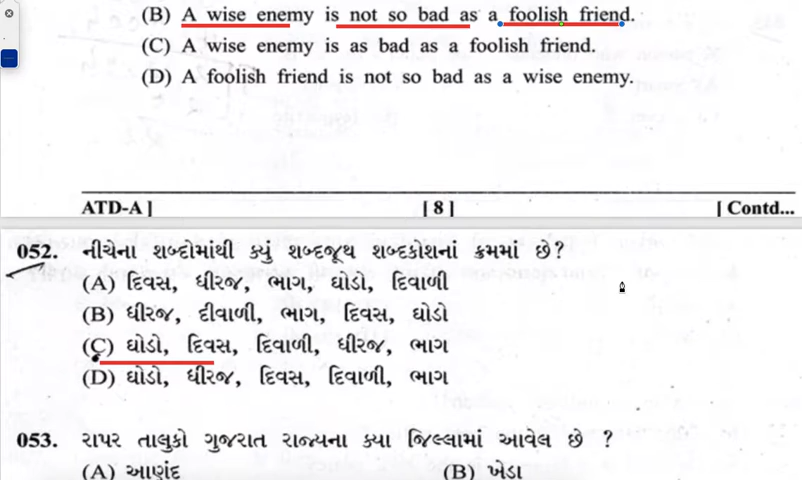 (B) A wise enemy is not so bad as a foolish friend.
(C) A wise enemy is as bad as a foolish friend.
(D) A foolish friend is not so bad as a wise enemy.
ATD-A ] [ 8 ] [ Contd...
052. નીચેના શબ્દોમાંથી ક્યું શબ્દજૂથ શબ્દકોશનાં ક્રમમાં છે?
(A) દિવસ, ધીરજ, ભાગ, ઘોડો, દિવાળી
(B) ધીરજ, દીવાળી, ભાગ, દિવસ, ઘોડો
(C) ઘોડો, દિવસ, દિવાળી, ધીરજ, ભાગ
(D) ઘોડો, ધીરજ, દિવસ, દિવાળી, ભાગ
053. રાપર તાલુકો ગુજરાત રાજ્યના ક્યા જિલ્લામાં આવેલ છે ?
(A) આણંદ (B) ખેડા